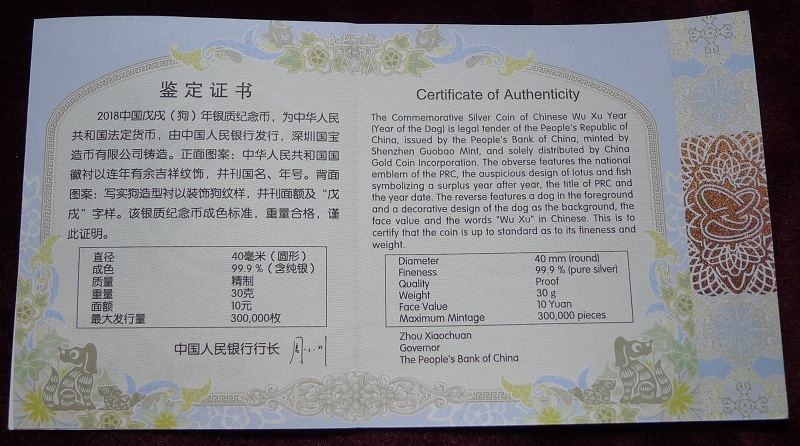 鉴定证书
2018中国戊戌（狗）年银质纪念币，为中华人民
共和国法定货币，由中国人民银行发行，深圳国宝
造币有限公司铸造。正面图案：中华人民共和国国
徽衬以连年有余吉祥纹饰，并刊国名、年号。背面
图案：写实狗造型衬以装饰狗纹样，并刊面额及“戊
戌”字样。该银质纪念币成色标准，重量合格，谨
此证明。
直径 40毫米（圆形）
成色 99.9％（含纯银）
质量 精制
重量 30克
面额 10元
最大发行量 300,000枚
中国人民银行行长
Certificate of Authenticity
The Commemorative Silver Coin of Chinese Wu Xu Year
(Year of the Dog) is legal tender of the People's Republic of
China, issued by the People's Bank of China, minted by
Shenzhen Guobao Mint, and solely distributed by China
Gold Coin Incorporation. The obverse features the national
emblem of the PRC, the auspicious design of lotus and fish
symbolizing a surplus year after year, the title of PRC and
the year date. The reverse features a dog in the foreground
and a decorative design of the dog as the background, the
face value and the words "Wu Xu" in Chinese. This is to
certify that the coin is up to standard as to its fineness and
weight.
Diameter 40 mm (round)
Fineness 99.9 % (pure silver)
Quality Proof
Weight 30 g
Face Value 10 Yuan
Maximum Mintage 300,000 pieces
Zhou Xiaochuan
Governor
The People's Bank of China